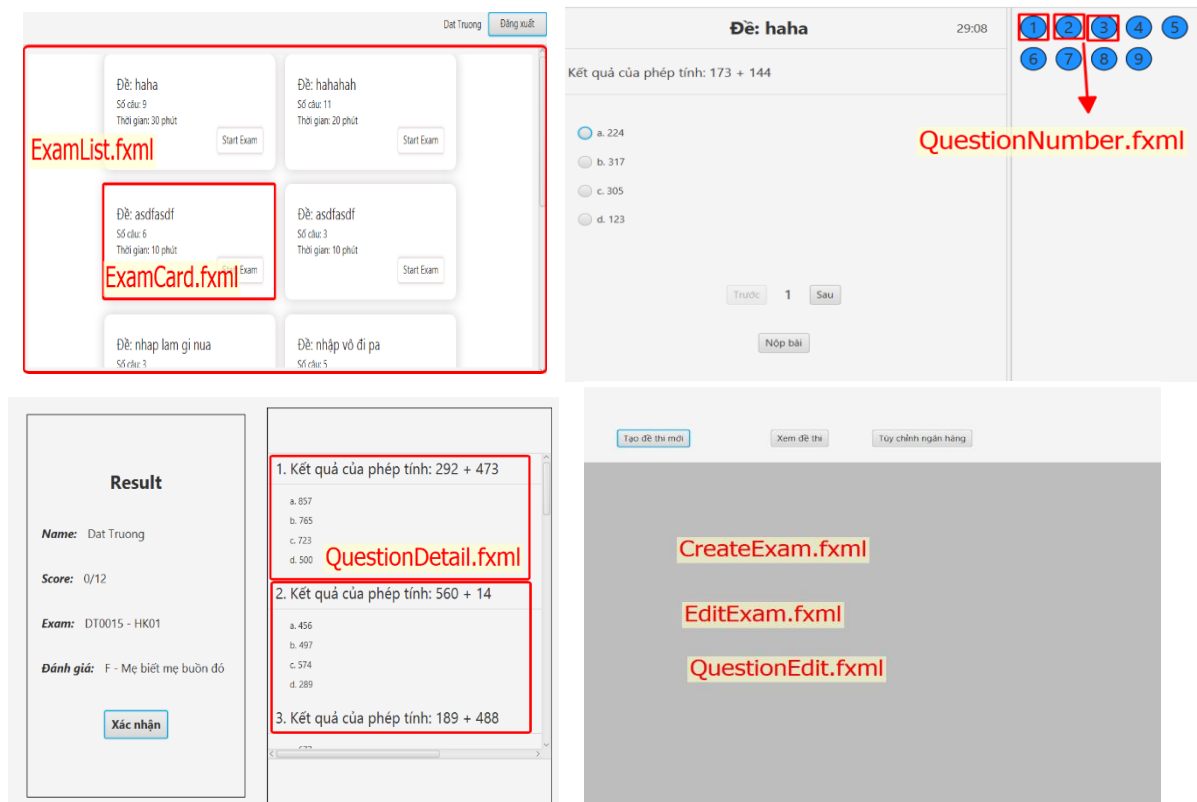 Dat Truong Đăng xuất
Đề: haha
Số câu: 9
Thời gian: 30 phút
Start Exam
Đề: hahahah
Số câu: 11
Thời gian: 20 phút
Start Exam
ExamList.fxml
Đề: asdfasdf
Số câu: 6
Thời gian: 10 phút
Start Exam
ExamCard.fxml
Đề: asdfasdf
Số câu: 3
Thời gian: 10 phút
Start Exam
Đề: nhap lam gi nua
Số câu: 3
Đề: nhập vô đi pa
Số câu: 5
Đề: haha 29:08
Kết quả của phép tính: 173 + 144
a. 224
b. 317
c. 305
d. 123
Trước 1 Sau
Nộp bài
1 2 3 4 5
6 7 8 9
QuestionNumber.fxml
Result
Name: Dat Truong
Score: 0/12
Exam: DT0015 - HK01
Đánh giá: F - Mẹ biết mẹ buồn đó
Xác nhận
1. Kết quả của phép tính: 292 + 473
a. 857
b. 765
c. 723
d. 500
QuestionDetail.fxml
2. Kết quả của phép tính: 560 + 14
a. 456
b. 497
c. 574
d. 289
3. Kết quả của phép tính: 189 + 488
Tạo đề thi mới Xem đề thi Tùy chỉnh ngân hàng
CreateExam.fxml
EditExam.fxml
QuestionEdit.fxml